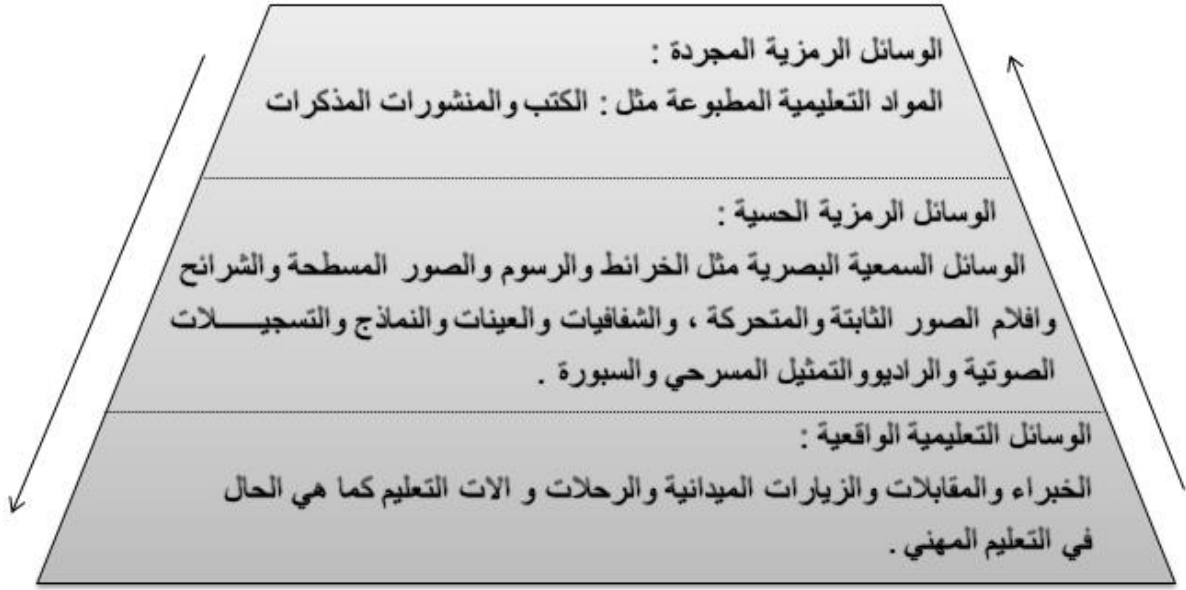 الوسائل الرمزية المجردة :
المواد التعليمية المطبوعة مثل : الكتب والمنشورات المذكرات
الوسائل الرمزية الحسية :
الوسائل السمعية البصرية مثل الخرائط والرسوم والصور المسطحة والشرائح
وافلام الصور الثابتة والمتحركة ، والشفافيات والعينات والنماذج والتسجيـــــلات
الصوتية والراديووالتمثيل المسرحي والسبورة .
الوسائل التعليمية الواقعية :
الخبراء والمقابلات والزيارات الميدانية والرحلات و الات التعليم كما هي الحال
في التعليم المهني .